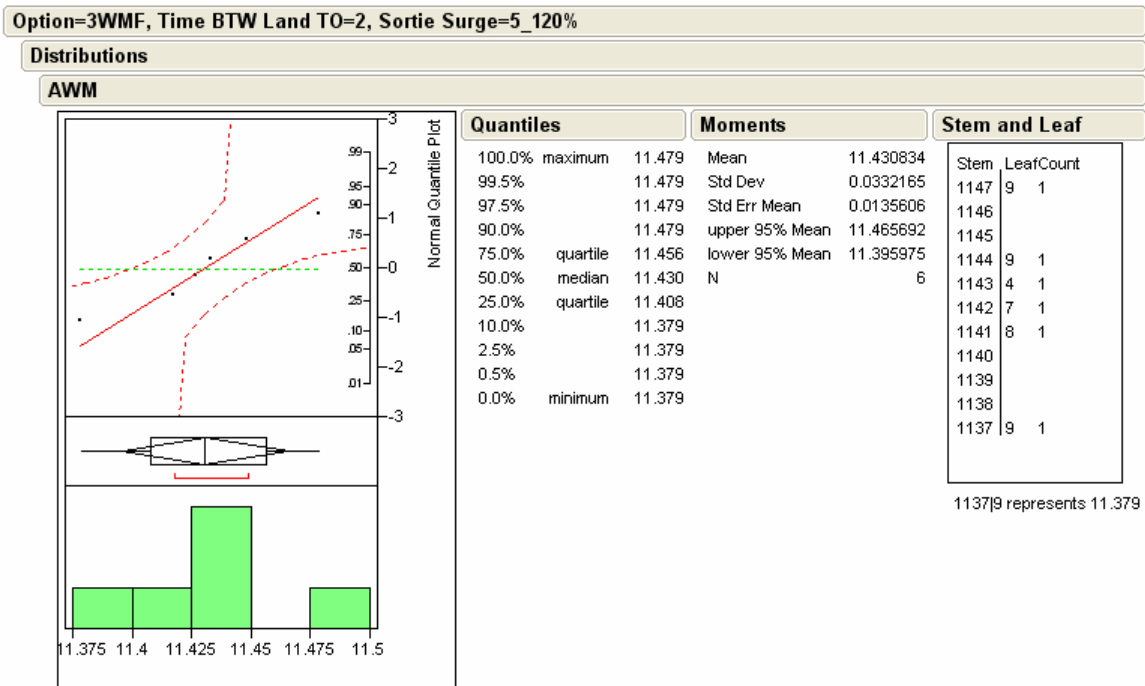 Option=3WMF, Time BTW Land TO=2, Sortie Surge=5_120%
Distributions
AWM
3
2
1
0
-1
-2
-3
.99
.95
.90
.75
.50
.25
.10
.05
.01
Normal Quantile Plot
11.375 11.4 11.425 11.45 11.475 11.5
Quantiles
100.0% maximum 11.479
99.5% 11.479
97.5% 11.479
90.0% 11.479
75.0% quartile 11.456
50.0% median 11.430
25.0% quartile 11.408
10.0% 11.379
2.5% 11.379
0.5% 11.379
0.0% minimum 11.379
Moments
Mean 11.430834
Std Dev 0.0332165
Std Err Mean 0.0135606
upper 95% Mean 11.465692
lower 95% Mean 11.395975
N 6
Stem and Leaf
Stem LeafCount
1147 9 1
1146
1145
1144 9 1
1143 4 1
1142 7 1
1141 8 1
1140
1139
1138
1137 9 1
1137|9 represents 11.379